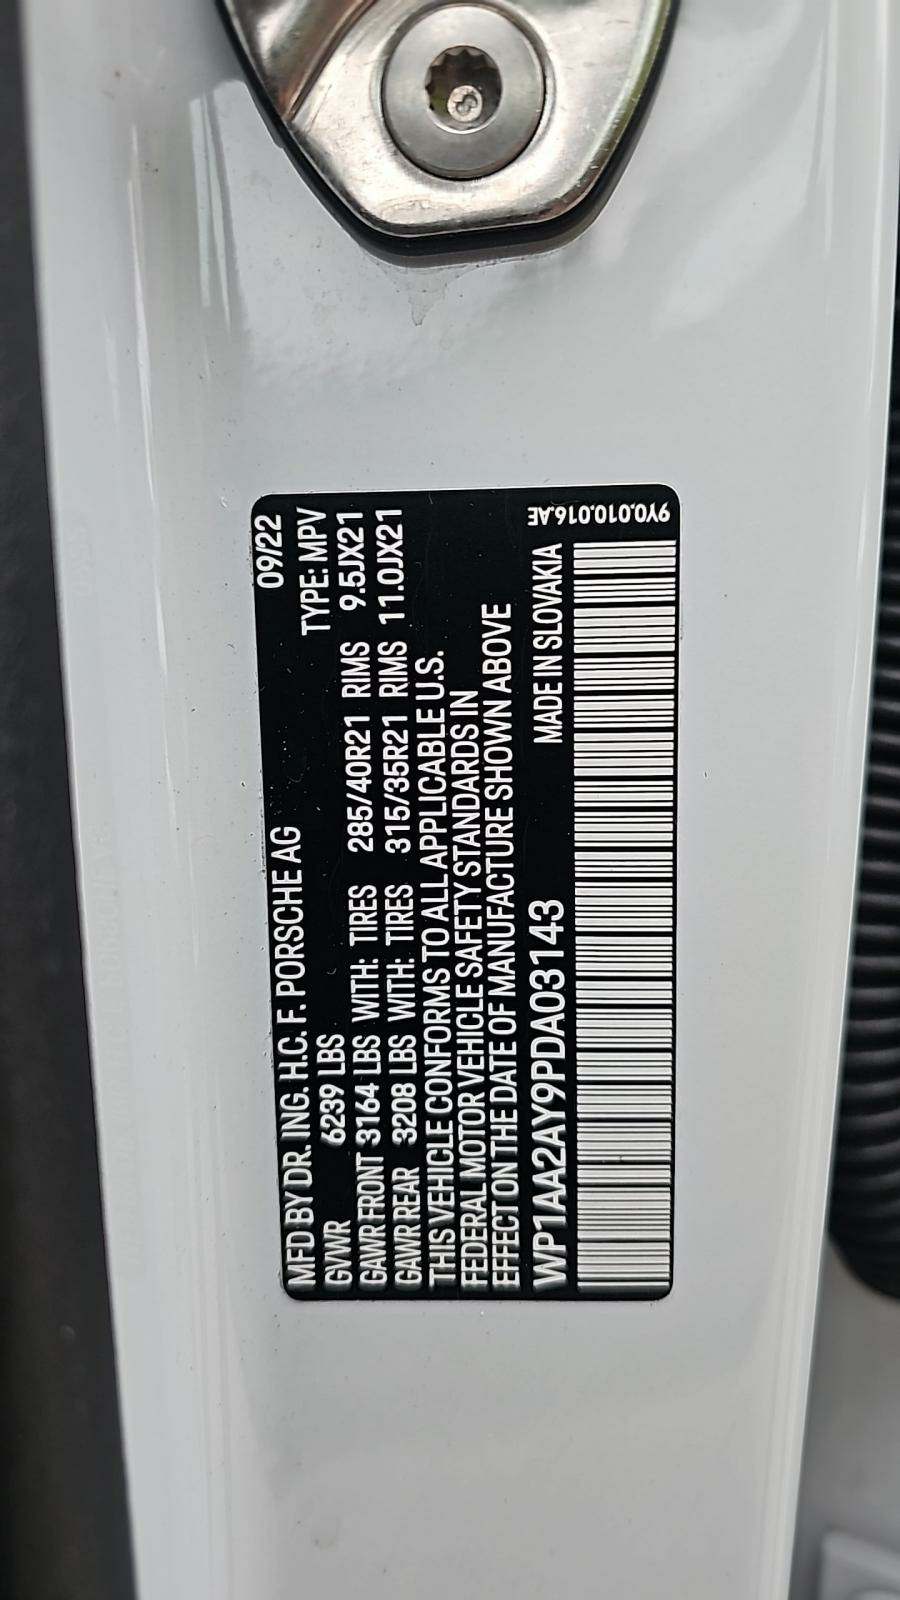 09/22
MFD BY DR. ING. H.C. F. PORSCHE AG
GVWR 6239 LBS TYPE: MPV
GAWR FRONT 3164 LBS WITH: TIRES 285/40R21 RIMS 9.5JX21
GAWR REAR 3208 LBS WITH: TIRES 315/35R21 RIMS 11.0JX21
THIS VEHICLE CONFORMS TO ALL APPLICABLE U.S.
FEDERAL MOTOR VEHICLE SAFETY STANDARDS IN
EFFECT ON THE DATE OF MANUFACTURE SHOWN ABOVE
WP1AA2AY9PDA03143 MADE IN SLOVAKIA
9Y0.010.016.AE